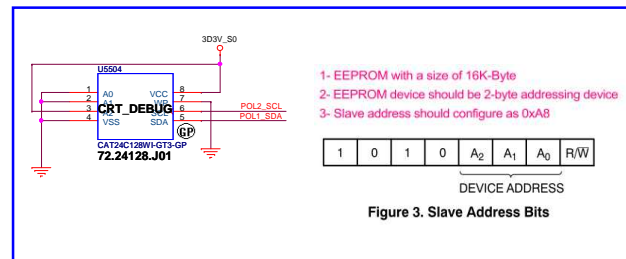 3D3V_S0
U5504
1 A0 VCC 8
2 A1 WP 7
3 A2 SCL 6 POL2_SCL
4 VSS SDA 5 POL1_SDA
CRT_DEBUG
GP
CAT24C128WI-GT3-GP
72.24128.J01
1- EEPROM with a size of 16K-Byte
2- EEPROM device should be 2-byte addressing device
3- Slave address should configure as 0xA8
1 0 1 0 A2 A1 A0 R/W
DEVICE ADDRESS
Figure 3. Slave Address Bits